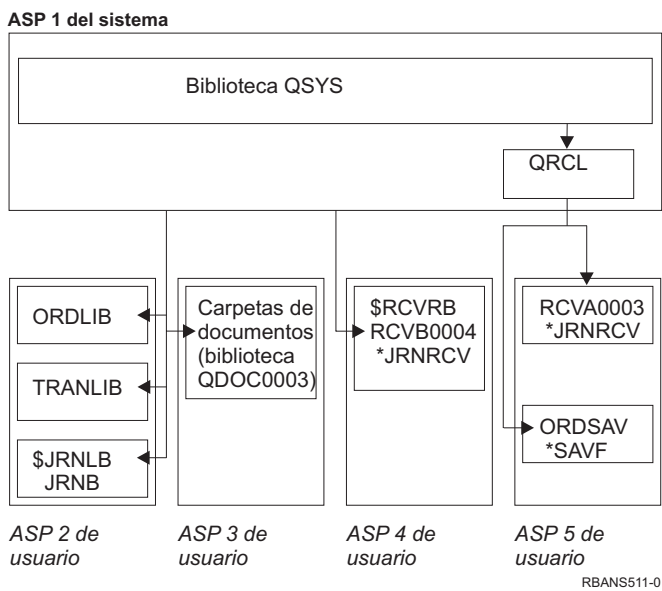 ASP 1 del sistema
Biblioteca QSYS
QRCL
ORDLIB
TRANLIB
$JRNLB
JRNB
Carpetas de
documentos
(biblioteca
QDOC0003)
$RCVRB
RCVB0004
*JRNRCV
RCVA0003
*JRNRCV
ORDSAV
*SAVF
ASP 2 de
usuario
ASP 3 de
usuario
ASP 4 de
usuario
ASP 5 de
usuario
RBANS511-0